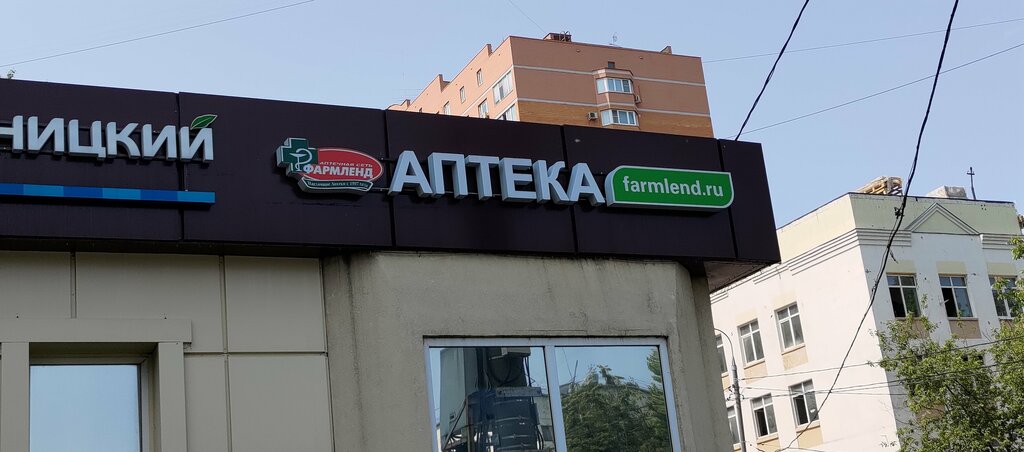 НИЦКИЙ
АПТЕЧНАЯ СЕТЬ
ФАРМЛЕНД
АПТЕКА
farmlend.ru